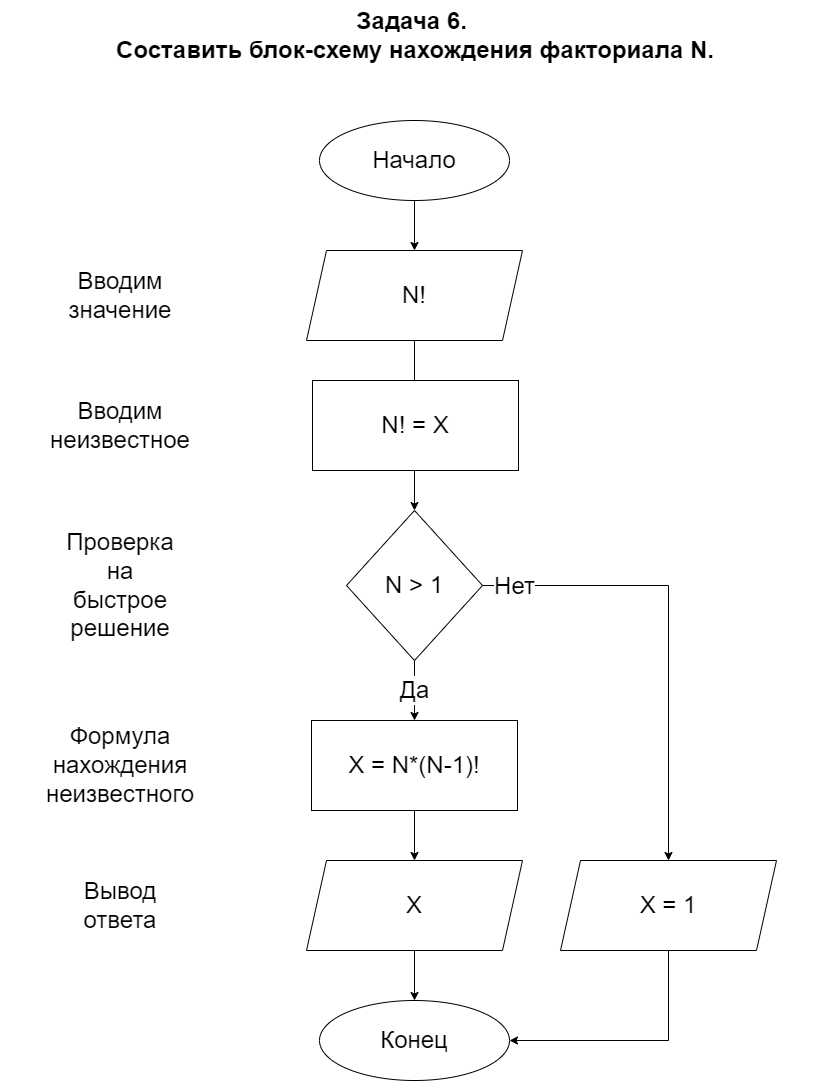 Задача 6.
Составить блок-схему нахождения факториала N.
Начало
Вводим
значение
N!
Вводим
неизвестное
N! = X
Проверка
на
быстрое
решение
N > 1
Нет
Да
Формула
нахождения
неизвестного
X = N*(N-1)!
Вывод
ответа
X
X = 1
Конец